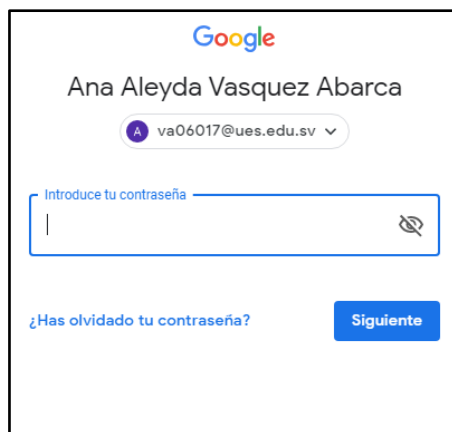 Google
Ana Aleyda Vasquez Abarca
A va06017@ues.edu.sv
Introduce tu contraseña
¿Has olvidado tu contraseña? Siguiente